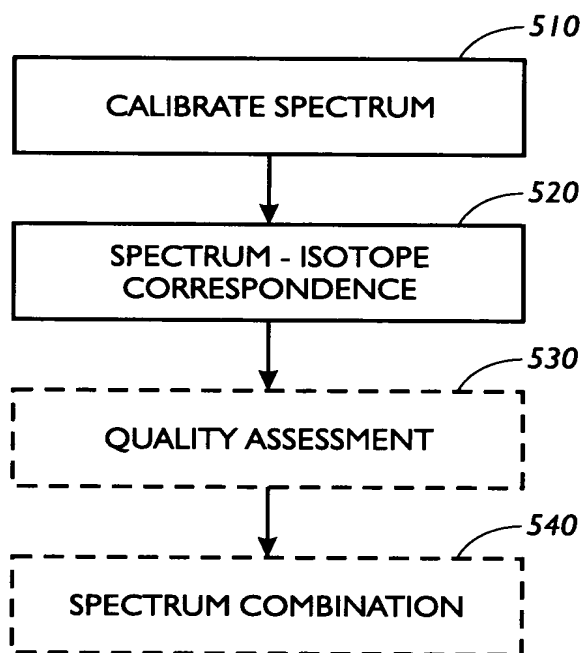 510
CALIBRATE SPECTRUM
520
SPECTRUM - ISOTOPE
CORRESPONDENCE
530
QUALITY ASSESSMENT
540
SPECTRUM COMBINATION